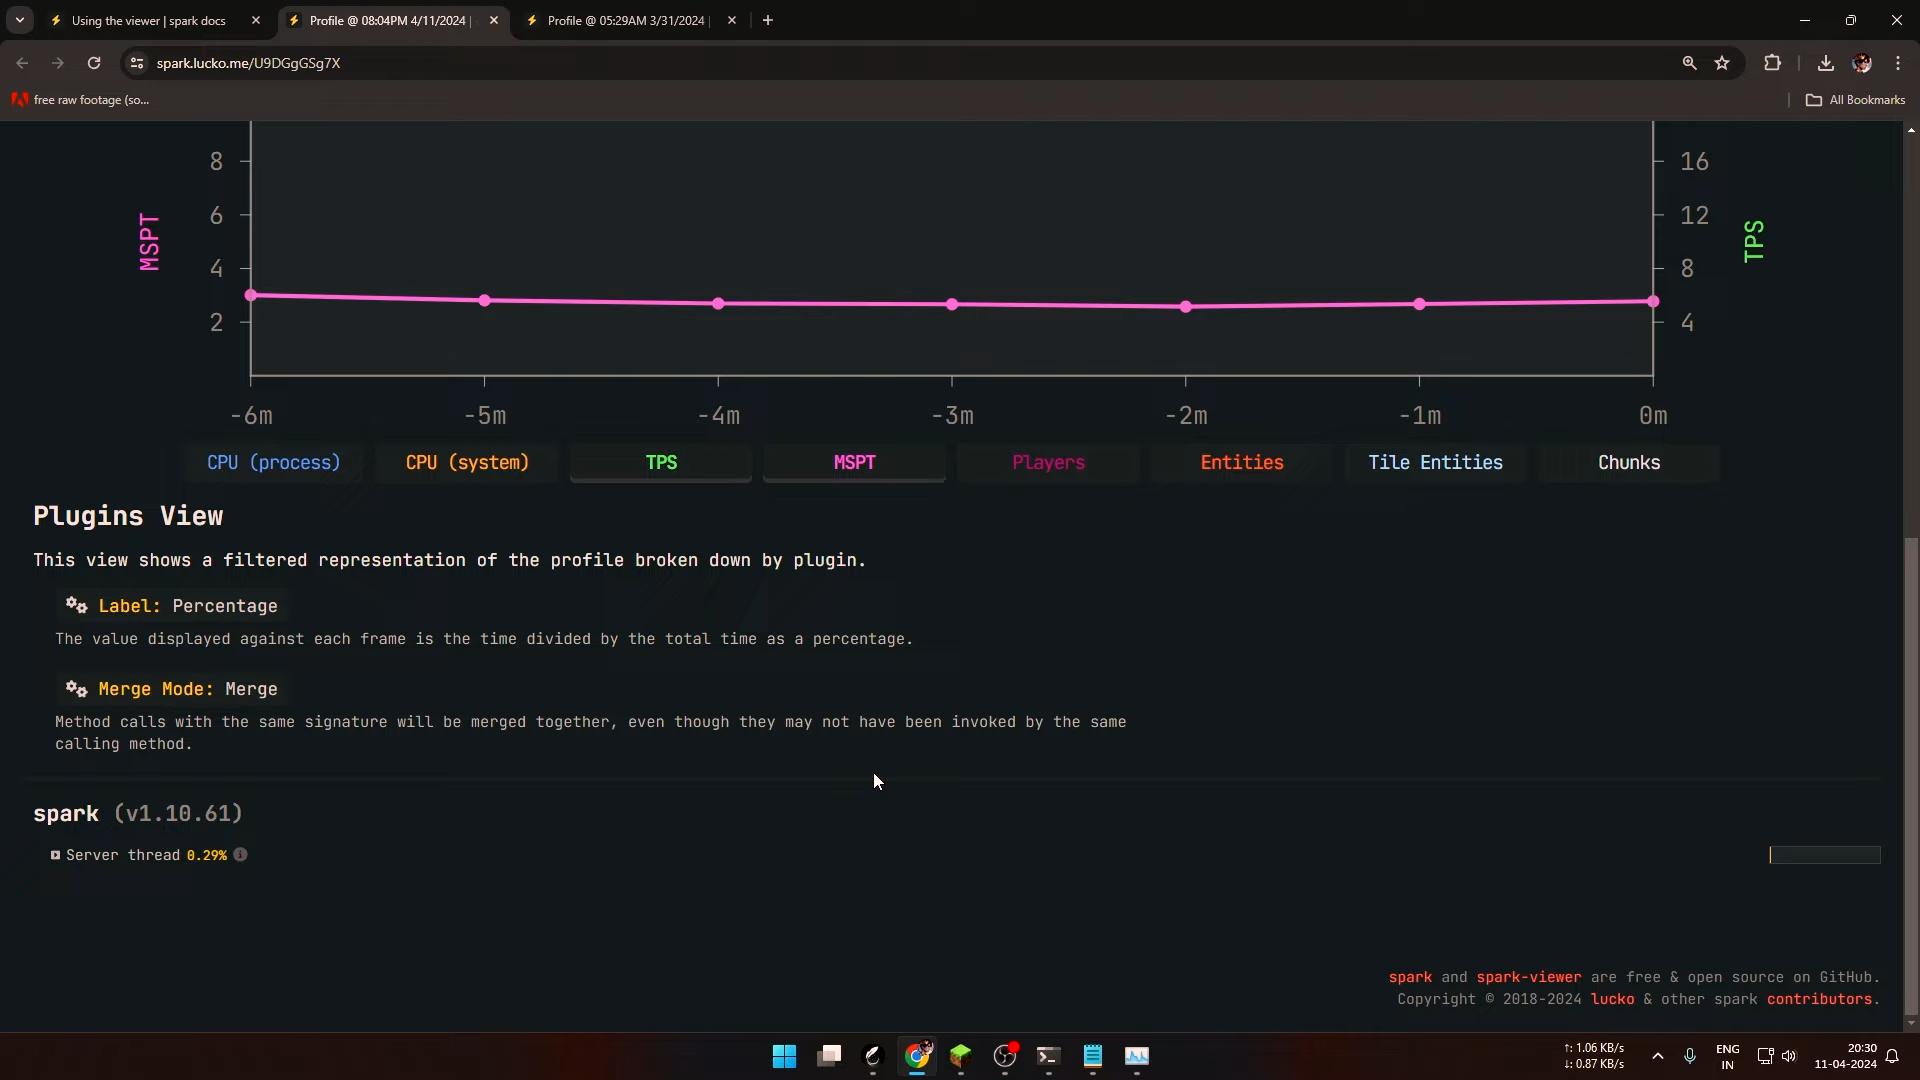 Using the viewer | spark docs
Profile @ 08:04PM 4/11/2024 |
Profile @ 05:29AM 3/31/2024 |
spark.lucko.me/U9DGgGSg7X
free raw footage (so...
All Bookmarks
8
16
6
12
MSPT
TPS
4
8
2
4
-6m
-5m
-4m
-3m
-2m
-1m
0m
CPU (process)
CPU (system)
TPS
MSPT
Players
Entities
Tile Entities
Chunks
Plugins View
This view shows a filtered representation of the profile broken down by plugin.
Label: Percentage
The value displayed against each frame is the time divided by the total time as a percentage.
Merge Mode: Merge
Method calls with the same signature will be merged together, even though they may not have been invoked by the same
calling method.
spark (v1.10.61)
Server thread 0.29%
spark and spark-viewer are free & open source on GitHub.
Copyright © 2018-2024 lucko & other spark contributors.
↑: 1.06 KB/s
↓: 0.87 KB/s
ENG
IN
20:30
11-04-2024